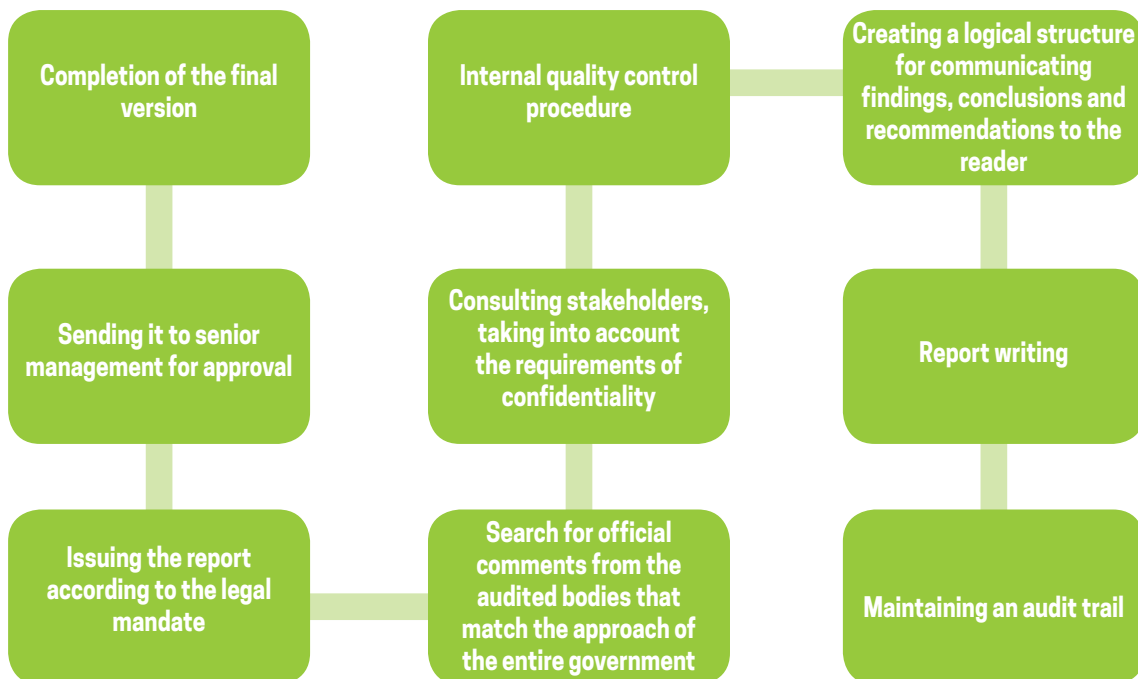 Completion of the final
version
Internal quality control
procedure
Creating a logical structure
for communicating
findings, conclusions and
recommendations to the
reader
Sending it to senior
management for approval
Consulting stakeholders,
taking into account
the requirements of
confidentiality
Report writing
Issuing the report
according to the legal
mandate
Search for official
comments from the
audited bodies that
match the approach of
the entire government
Maintaining an audit trail